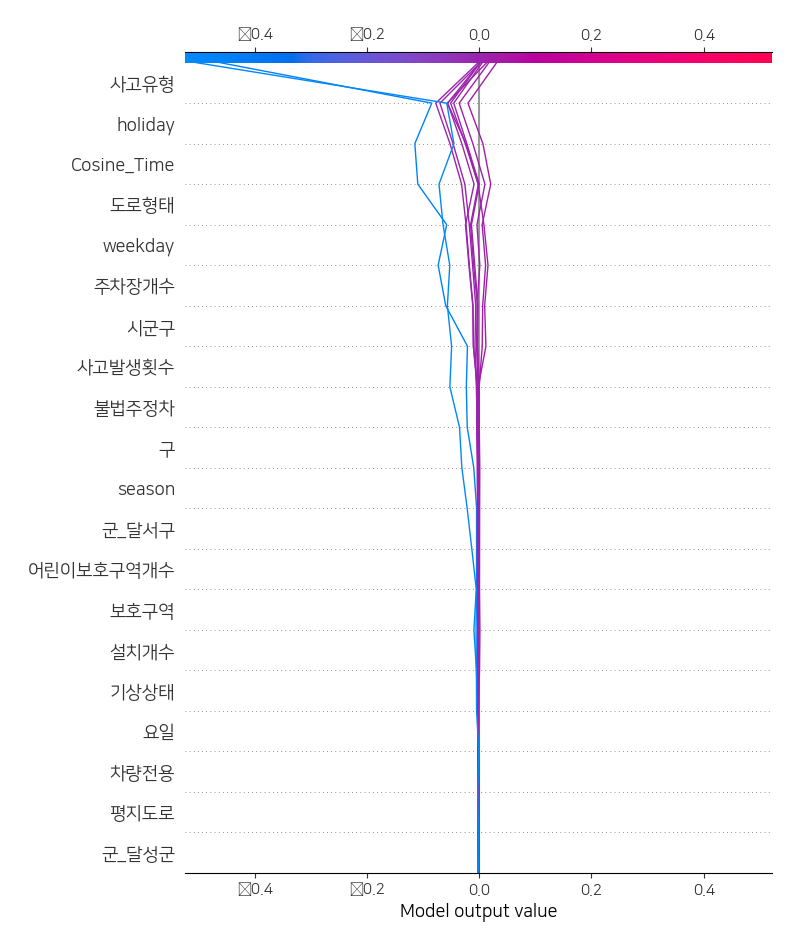 ▯0.4 ▯0.2 0.0 0.2 0.4
사고유형
holiday
Cosine_Time
도로형태
weekday
주차장개수
시군구
사고발생횟수
불법주정차
구
season
군_달서구
어린이보호구역개수
보호구역
설치개수
기상상태
요일
차량전용
평지도로
군_달성군
▯0.4 ▯0.2 0.0 0.2 0.4
Model output value